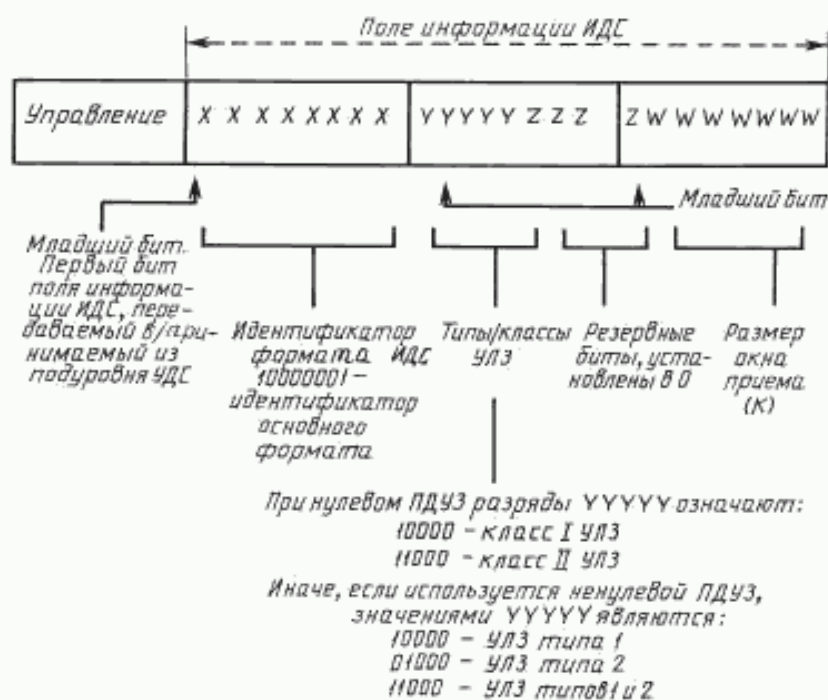 Поле информации ИДС
Управление
X X X X X X X X
Y Y Y Y Y Z Z Z
Z W W W W W W W
Младший бит
Младший бит.
Первый бит
поля информа-
ции ИДС, пере-
даваемый в/при-
нимаемый из
подуровня УДС
Идентификатор
формата ИДС
10000001 –
идентификатор
основного
формата
Типы/классы
УЛЗ
Резервные
биты, уста-
новлены в 0
Размер
окна
приема
(К)
При нулевом ПДУЗ разряды YYYYY означают:
10000 – класс I УЛЗ
11000 – класс II УЛЗ
Иначе, если используется ненулевой ПДУЗ,
значениями YYYYY являются:
10000 – УЛЗ типа 1
01000 – УЛЗ типа 2
11000 – УЛЗ типов 1 и 2